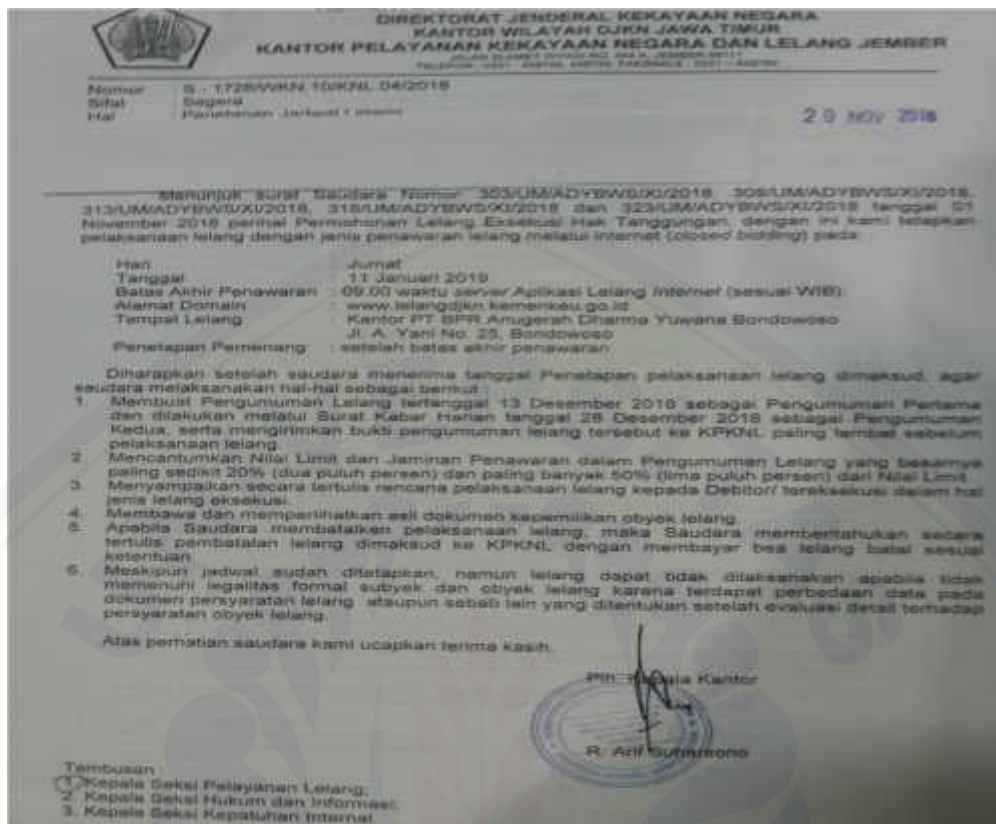 DIREKTORAT JENDERAL KEKAYAAN NEGARA
KANTOR WILAYAH DJKN JAWA TIMUR
KANTOR PELAYANAN KEKAYAAN NEGARA DAN LELANG JEMBER
Nomor : S - 1728/WKN.10/KNL.04/2018
Sifat : Segera
Hal : Penetapan Jadwal Lelang
29 NOV 2018
Menunjuk surat Saudara Nomor 303/UM/ADYBWS/XI/2018, 308/UM/ADYBWS/XI/2018,
313/UM/ADYBWS/XI/2018, 318/UM/ADYBWS/XI/2018 dan 323/UM/ADYBWS/XI/2018 tanggal 01
November 2018 perihal Permohonan Lelang Eksekusi Hak Tanggungan, dengan ini kami tetapkan
pelaksanaan lelang dengan jenis penawaran lelang melalui internet (closed bidding) pada:
Hari : Jumat
Tanggal : 11 Januari 2019
Batas Akhir Penawaran : 09.00 waktu server Aplikasi Lelang Internet (sesuai WIB)
Alamat Domain : www.lelangdjkn.kemenkeu.go.id
Tempat Lelang : Kantor PT BPR Anugerah Dharma Yuwana Bondowoso
Jl. A. Yani No. 25, Bondowoso
Penetapan Pemenang : setelah batas akhir penawaran
Diharapkan setelah saudara menerima tanggal Penetapan pelaksanaan lelang dimaksud, agar
saudara melaksanakan hal-hal sebagai berikut :
1. Membuat Pengumuman Lelang tertanggal 13 Desember 2018 sebagai Pengumuman Pertama
dan dilakukan melalui Surat Kabar Harian tanggal 28 Desember 2018 sebagai Pengumuman
Kedua, serta mengirimkan bukti pengumuman lelang tersebut ke KPKNL paling lambat sebelum
pelaksanaan lelang.
2. Mencantumkan Nilai Limit dan Jaminan Penawaran dalam Pengumuman Lelang yang besarnya
paling sedikit 20% (dua puluh persen) dan paling banyak 50% (lima puluh persen) dari Nilai Limit
3. Menyampaikan secara tertulis rencana pelaksanaan lelang kepada Debitor/ tereksekusi dalam hal
jenis lelang eksekusi.
4. Membawa dan memperlihatkan asli dokumen kepemilikan obyek lelang.
5. Apabila Saudara membatalkan pelaksanaan lelang, maka Saudara memberitahukan secara
tertulis pembatalan lelang dimaksud ke KPKNL dengan membayar bea lelang batal sesuai
ketentuan.
6. Meskipun jadwal sudah ditetapkan, namun lelang dapat tidak dilaksanakan apabila tidak
memenuhi legalitas formal subyek dan obyek lelang karena terdapat perbedaan data pada
dokumen persyaratan lelang ataupun sebab lain yang ditentukan setelah evaluasi detail terhadap
persyaratan obyek lelang.
Atas perhatian saudara kami ucapkan terima kasih.
Plh. Kepala Kantor
R. Arif
Tembusan :
1. Kepala Seksi Pelayanan Lelang;
2. Kepala Seksi Hukum dan Informasi;
3. Kepala Seksi Kepatuhan Internal